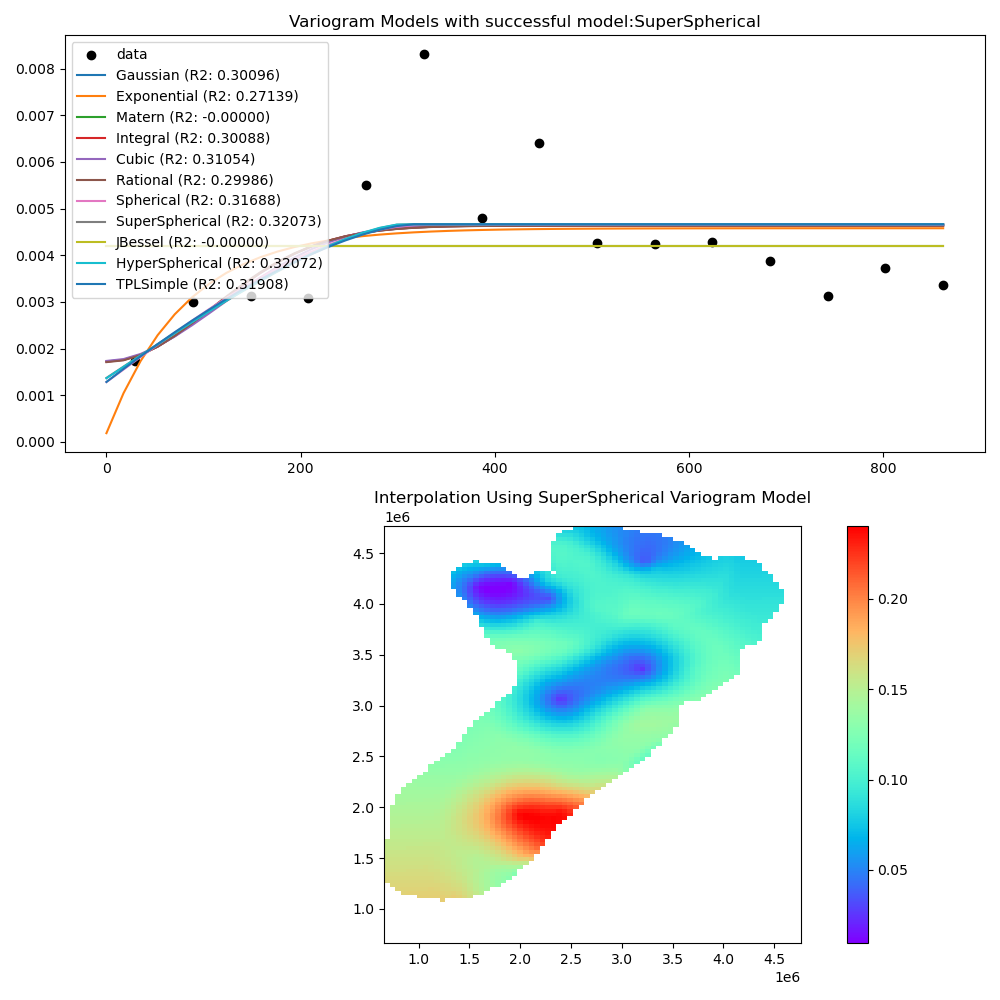 Variogram Models with successful model:SuperSpherical
0.008
0.007
0.006
0.005
0.004
0.003
0.002
0.001
0.000
data
Gaussian (R2: 0.30096)
Exponential (R2: 0.27139)
Matern (R2: -0.00000)
Integral (R2: 0.30088)
Cubic (R2: 0.31054)
Rational (R2: 0.29986)
Spherical (R2: 0.31688)
SuperSpherical (R2: 0.32073)
JBessel (R2: -0.00000)
HyperSpherical (R2: 0.32072)
TPLSimple (R2: 0.31908)
0 200 400 600 800
Interpolation Using SuperSpherical Variogram Model
1e6
4.5
4.0
3.5
3.0
2.5
2.0
1.5
1.0
1.0 1.5 2.0 2.5 3.0 3.5 4.0 4.5
1e6
0.20
0.15
0.10
0.05